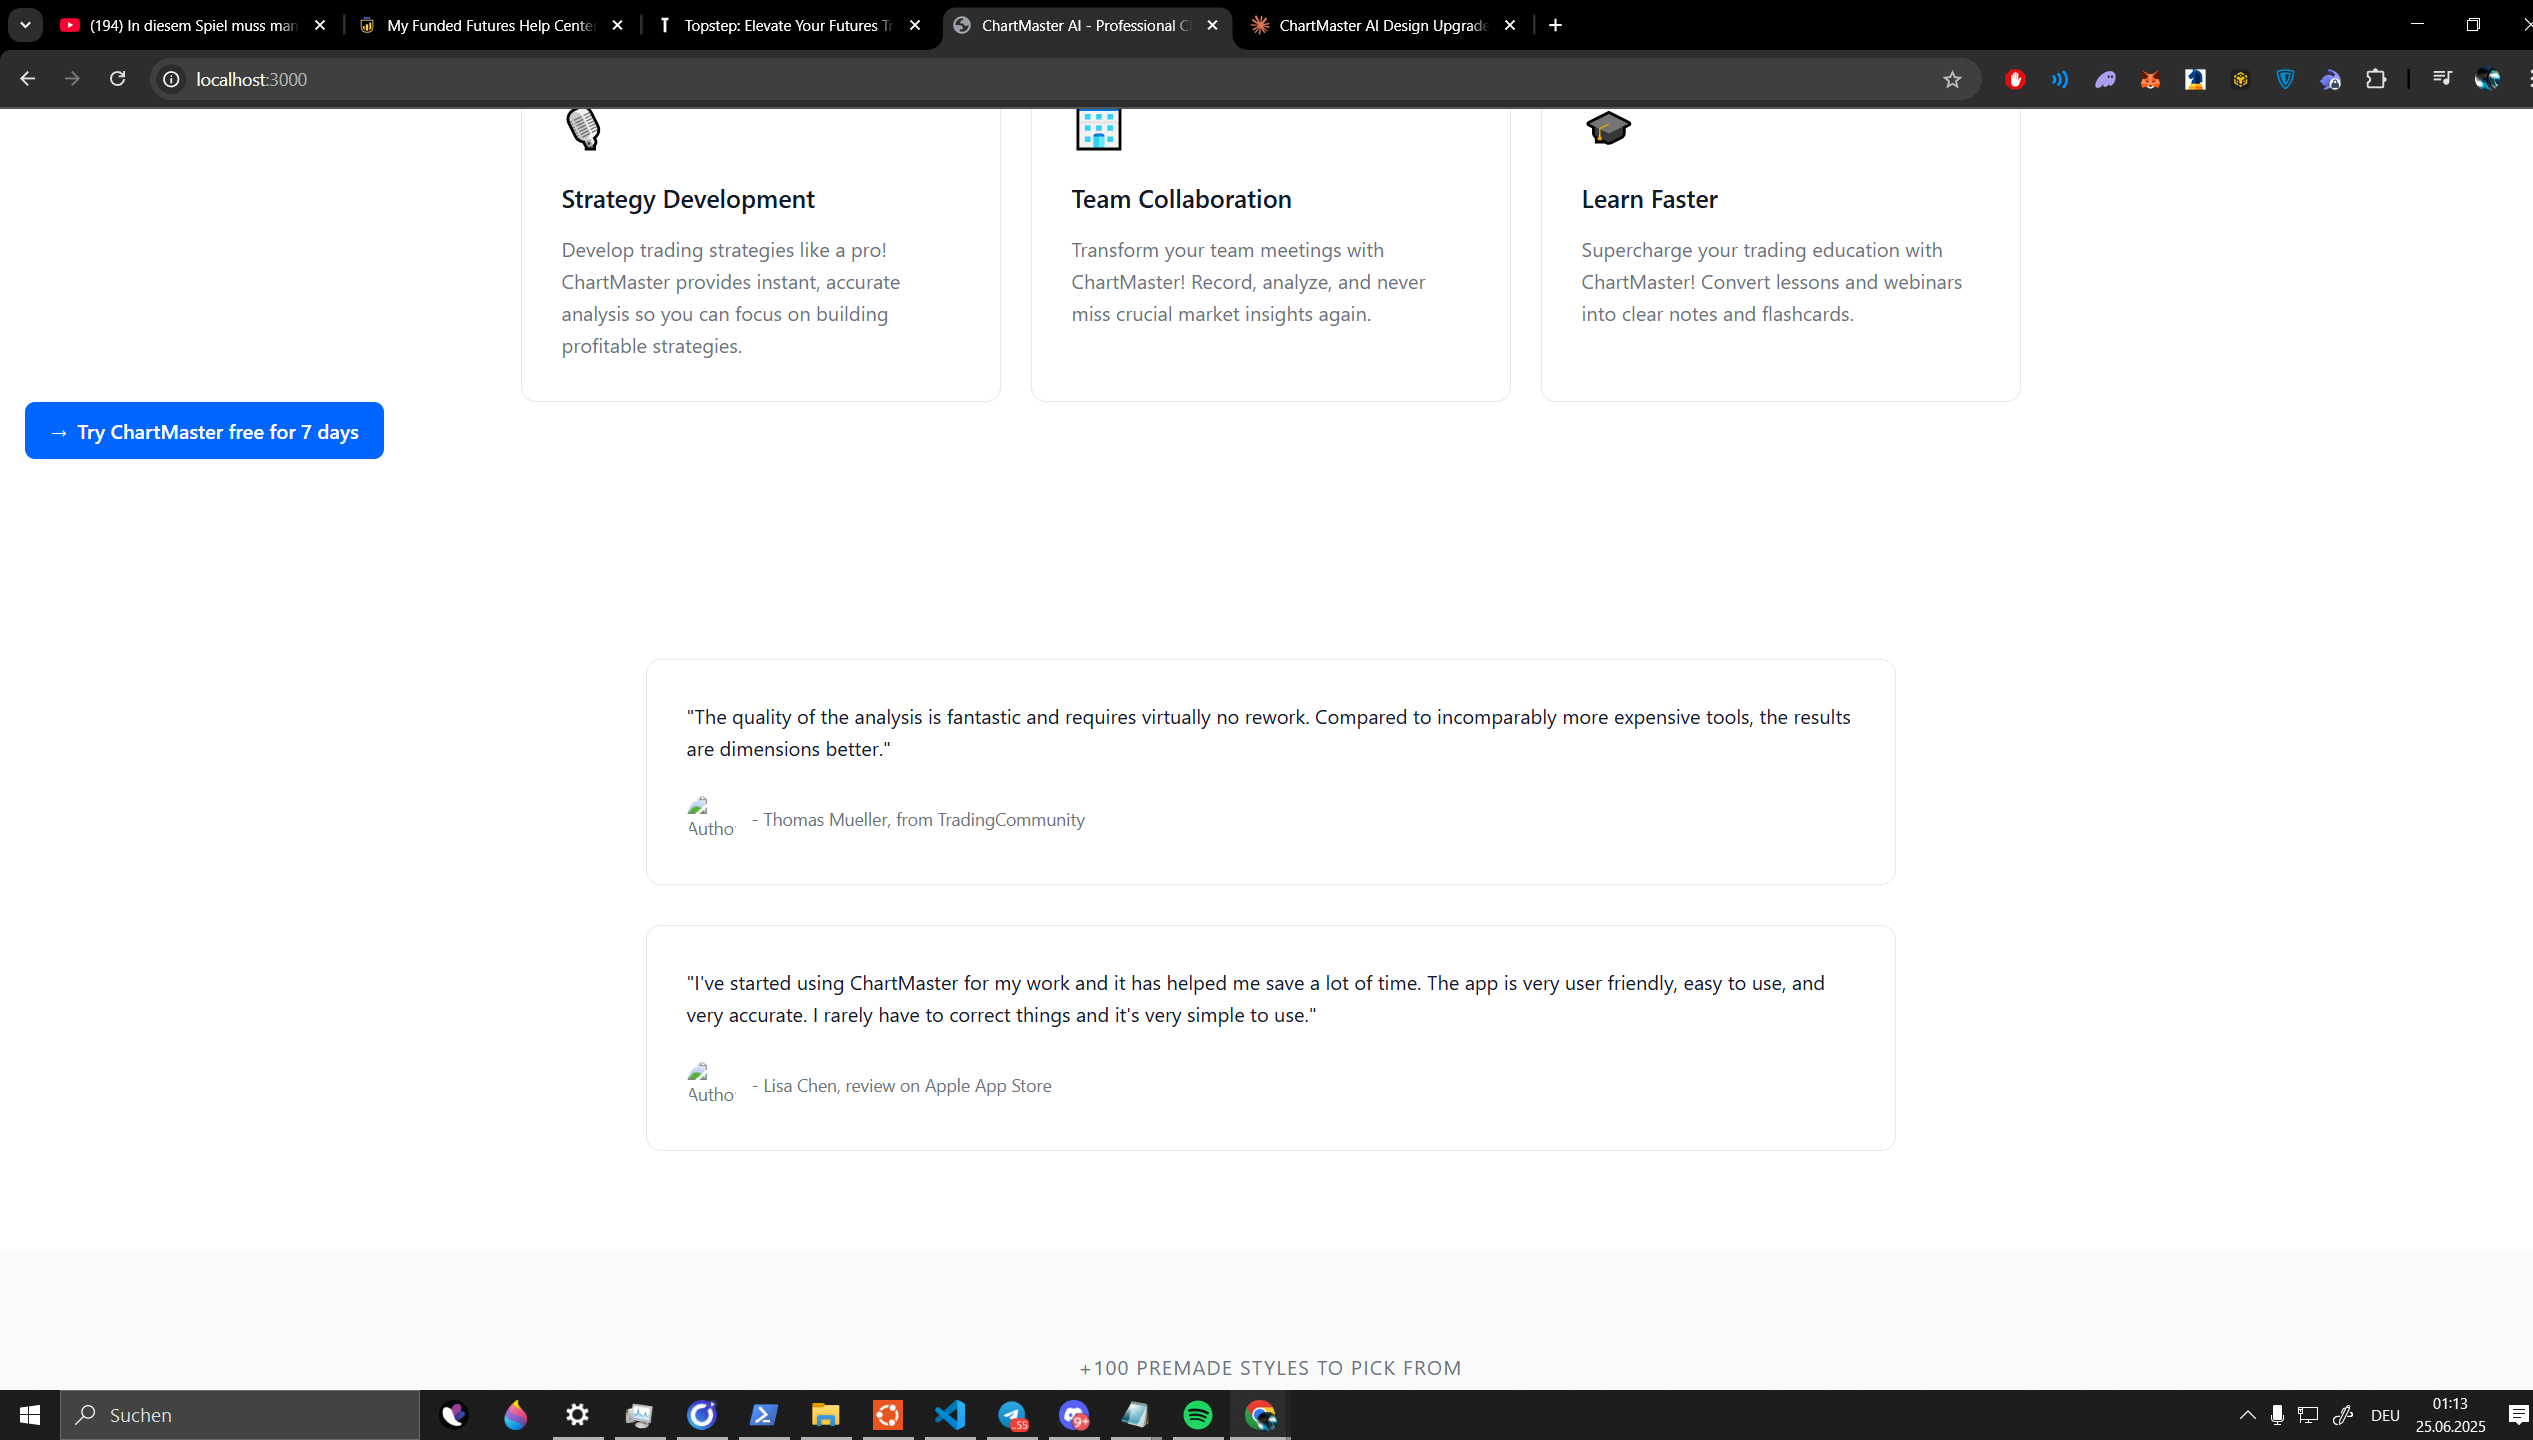 (194) In diesem Spiel muss man
My Funded Futures Help Center
Topstep: Elevate Your Futures Tr
ChartMaster AI - Professional C
ChartMaster AI Design Upgrade
localhost:3000
Strategy Development
Develop trading strategies like a pro!
ChartMaster provides instant, accurate
analysis so you can focus on building
profitable strategies.
Team Collaboration
Transform your team meetings with
ChartMaster! Record, analyze, and never
miss crucial market insights again.
Learn Faster
Supercharge your trading education with
ChartMaster! Convert lessons and webinars
into clear notes and flashcards.
→ Try ChartMaster free for 7 days
"The quality of the analysis is fantastic and requires virtually no rework. Compared to incomparably more expensive tools, the results
are dimensions better."
Autho
- Thomas Mueller, from TradingCommunity
"I've started using ChartMaster for my work and it has helped me save a lot of time. The app is very user friendly, easy to use, and
very accurate. I rarely have to correct things and it's very simple to use."
Autho
- Lisa Chen, review on Apple App Store
+100 PREMADE STYLES TO PICK FROM
Suchen
55
9+
DEU
01:13
25.06.2025